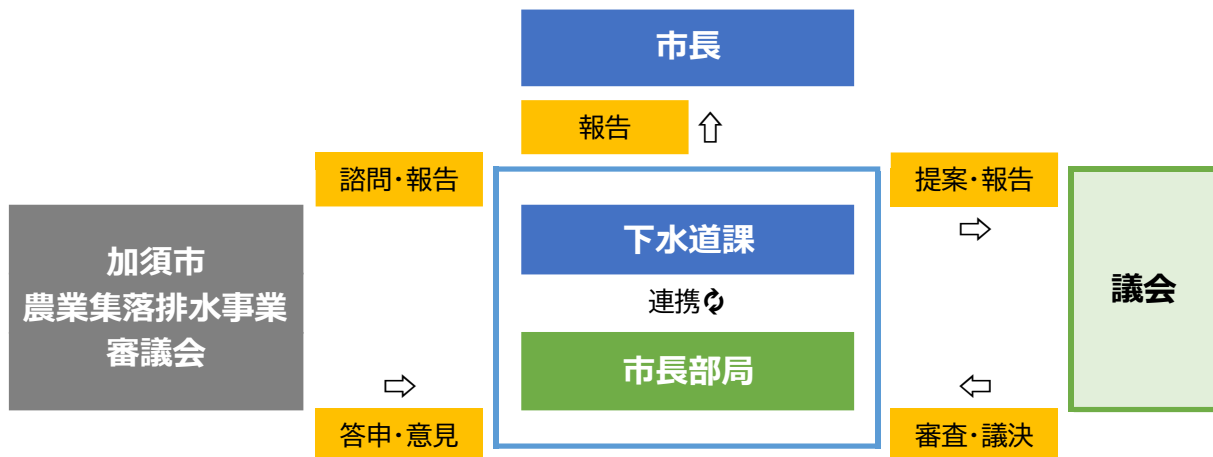 市長
報告 ⇧
諮問・報告
提案・報告
⇨
加須市
農業集落排水事業
審議会
下水道課
連携🗘
市長部局
議会
⇨
⇦
答申・意見
審査・議決